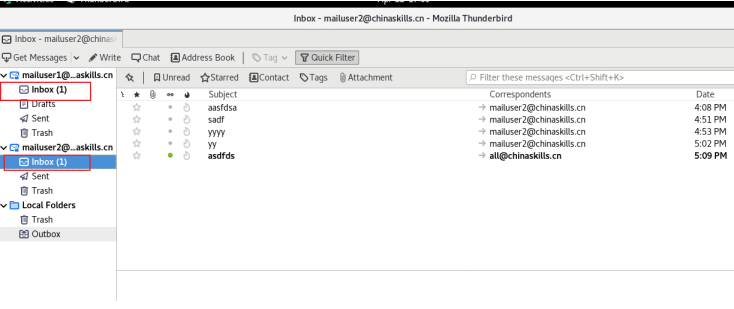 Inbox - mailuser2@chinaskills.cn - Mozilla Thunderbird
Inbox - mailuser2@chinask
Get Messages Write Chat Address Book Tag Quick Filter
mailuser1@...askills.cn
Unread Starred Contact Tags Attachment Filter these messages <Ctrl+Shift+K>
Inbox (1)
Subject Correspondents Date
Drafts
aasfdsa mailuser2@chinaskills.cn 4:08 PM
Sent
sadf mailuser2@chinaskills.cn 4:51 PM
Trash
yyyy mailuser2@chinaskills.cn 4:53 PM
mailuser2@...askills.cn
yy mailuser2@chinaskills.cn 5:02 PM
Inbox (1)
asdfds all@chinaskills.cn 5:09 PM
Sent
Trash
Local Folders
Trash
Outbox